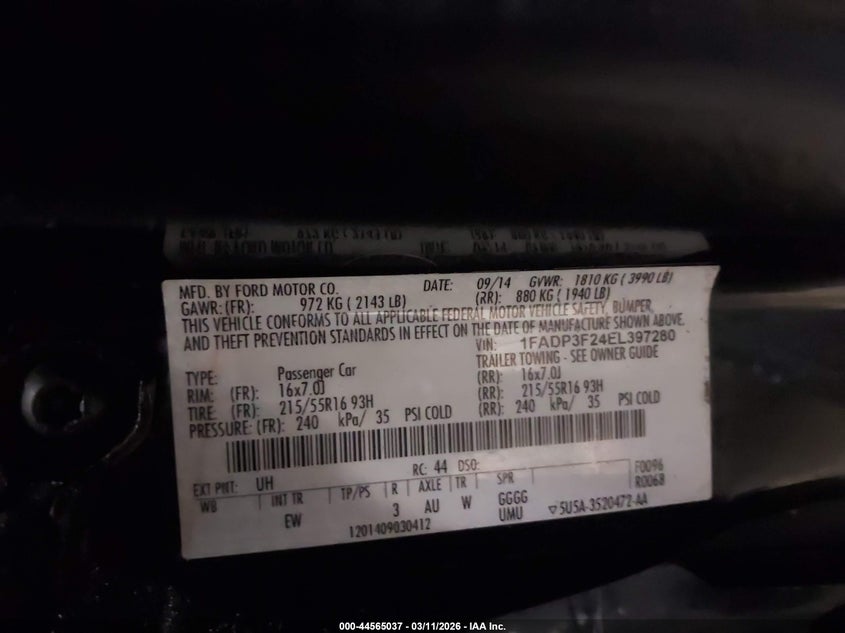 MFD. BY FORD MOTOR CO. DATE: 09/14 GVWR: 1810 KG ( 3990 LB)
GAWR: (FR): 972 KG ( 2143 LB) (RR): 880 KG ( 1940 LB)
THIS VEHICLE CONFORMS TO ALL APPLICABLE FEDERAL MOTOR VEHICLE SAFETY, BUMPER,
AND THEFT PREVENTION STANDARDS IN EFFECT ON THE DATE OF MANUFACTURE SHOWN ABOVE.
VIN: 1FADP3F24EL397280
TYPE: Passenger Car TRAILER TOWING - SEE OWNER GUIDE
RIM: (FR): 16x7.0J (RR): 16x7.0J
TIRE: (FR): 215/55R16 93H (RR): 215/55R16 93H
PRESSURE: (FR): 240 kPa/ 35 PSI COLD (RR): 240 kPa/ 35 PSI COLD
EXT PNT: UH RC: 44 DSO: F0096
WB INT TR TP/PS R AXLE TR SPR R0068
EW 3 AU W GGGG
UMU
1201409030412 ▽5U5A-3520472-AA
000-44565037 - 03/11/2026 - IAA Inc.